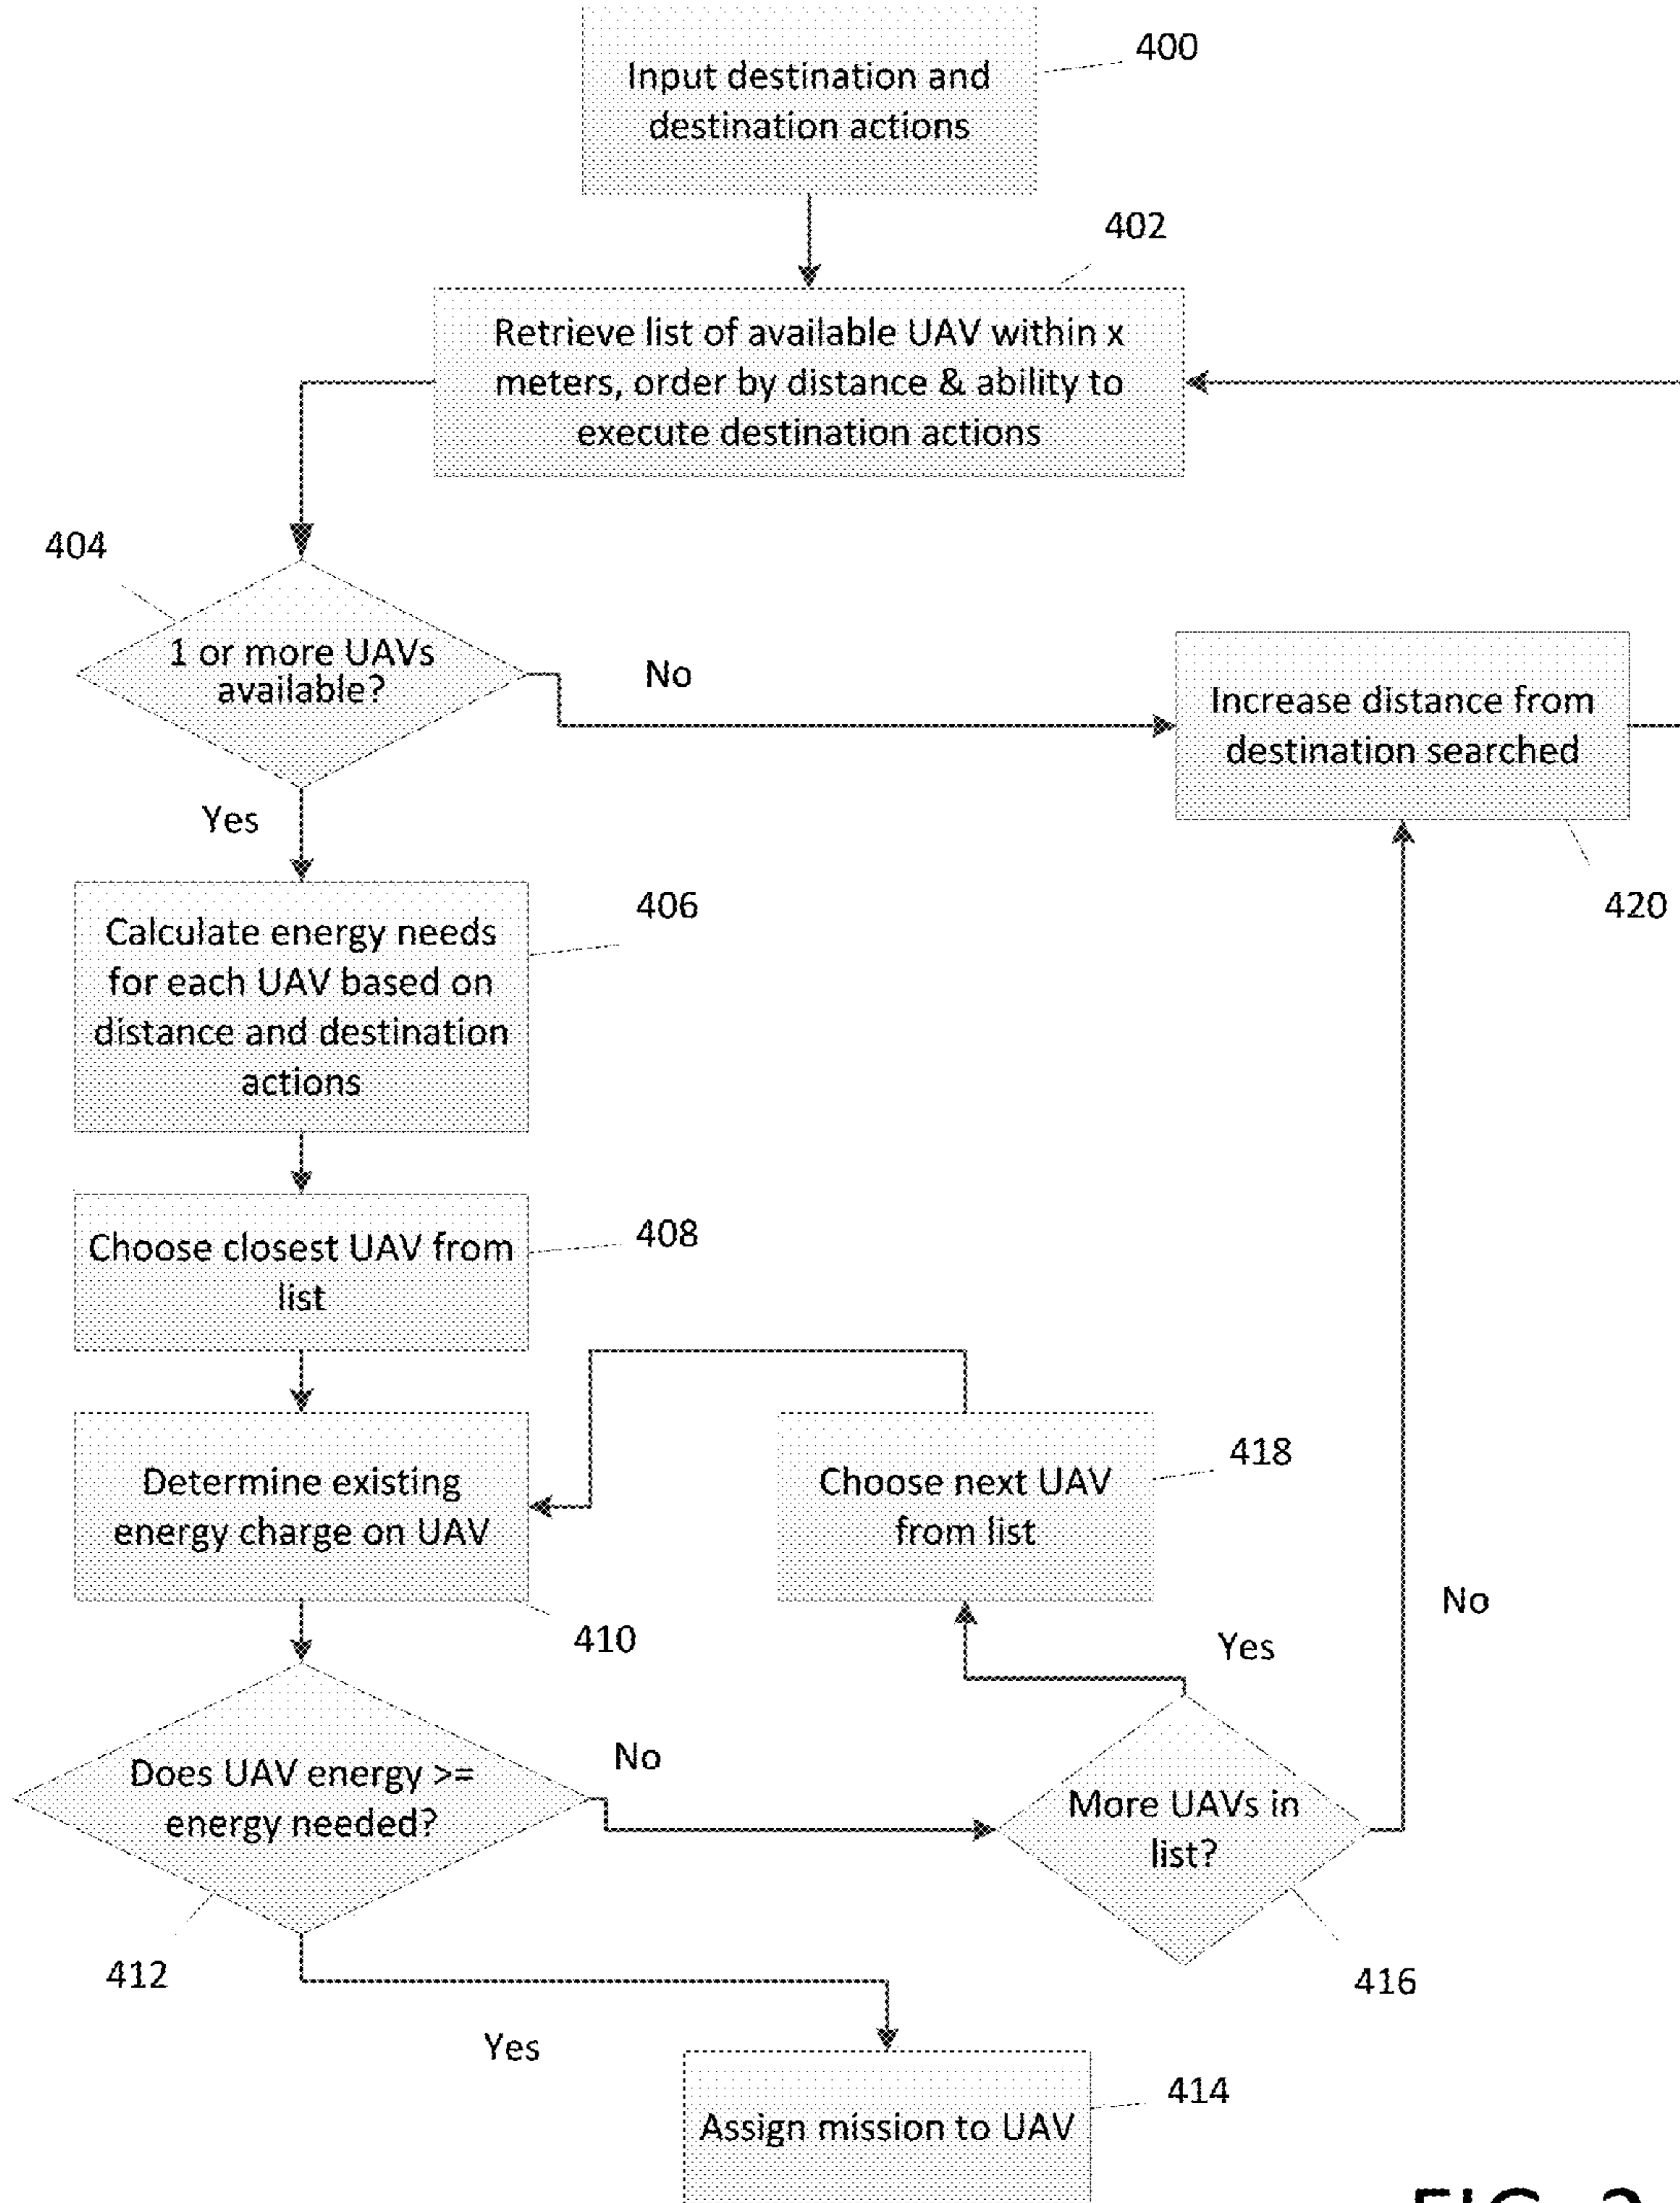 400
Input destination and
destination actions
402
Retrieve list of available UAV within x
meters, order by distance & ability to
execute destination actions
404
1 or more UAVs
available?
No
Increase distance from
destination searched
420
Yes
406
Calculate energy needs
for each UAV based on
distance and destination
actions
408
Choose closest UAV from
list
Determine existing
energy charge on UAV
410
418
Choose next UAV
from list
No
Yes
Does UAV energy >=
energy needed?
No
More UAVs in
list?
412
416
Yes
414
Assign mission to UAV